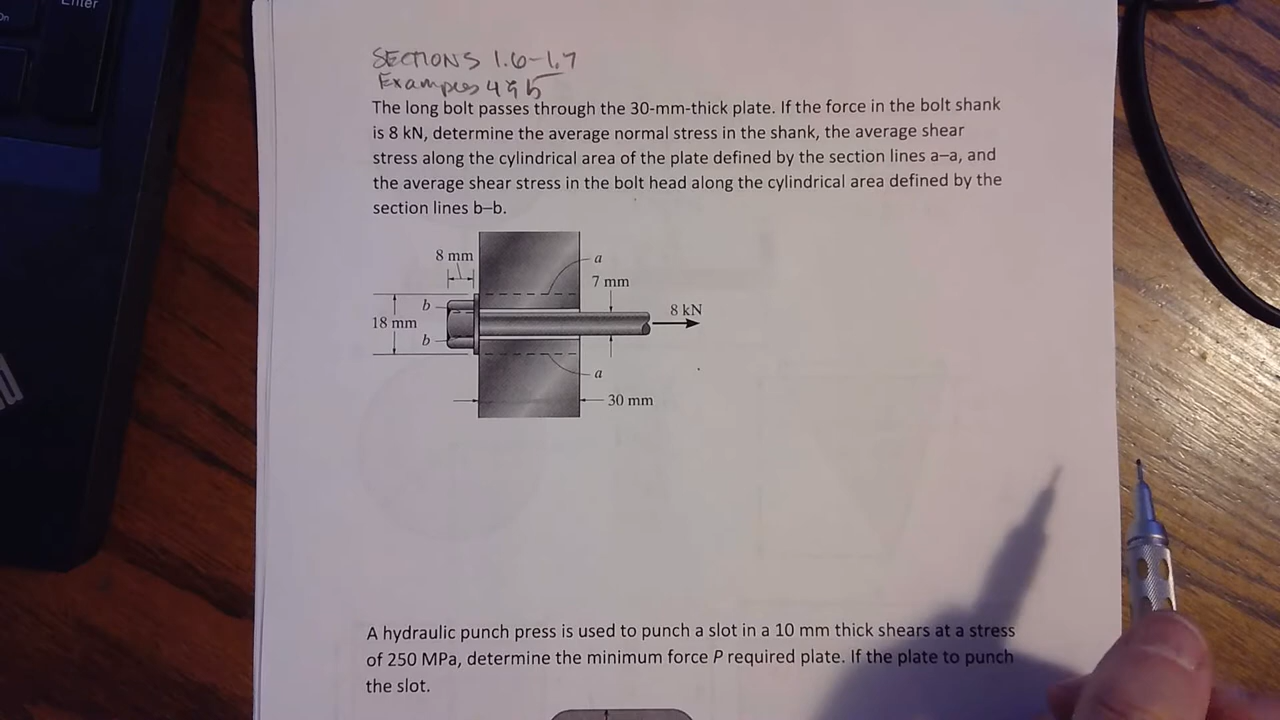 Enter
SECTIONS 1.6-1.7
Examples 4 & 5
The long bolt passes through the 30-mm-thick plate. If the force in the bolt shank
is 8 kN, determine the average normal stress in the shank, the average shear
stress along the cylindrical area of the plate defined by the section lines a–a, and
the average shear stress in the bolt head along the cylindrical area defined by the
section lines b–b.
8 mm
a
7 mm
b
8 kN
18 mm
b
a
30 mm
A hydraulic punch press is used to punch a slot in a 10 mm thick shears at a stress
of 250 MPa, determine the minimum force P required plate. If the plate to punch
the slot.